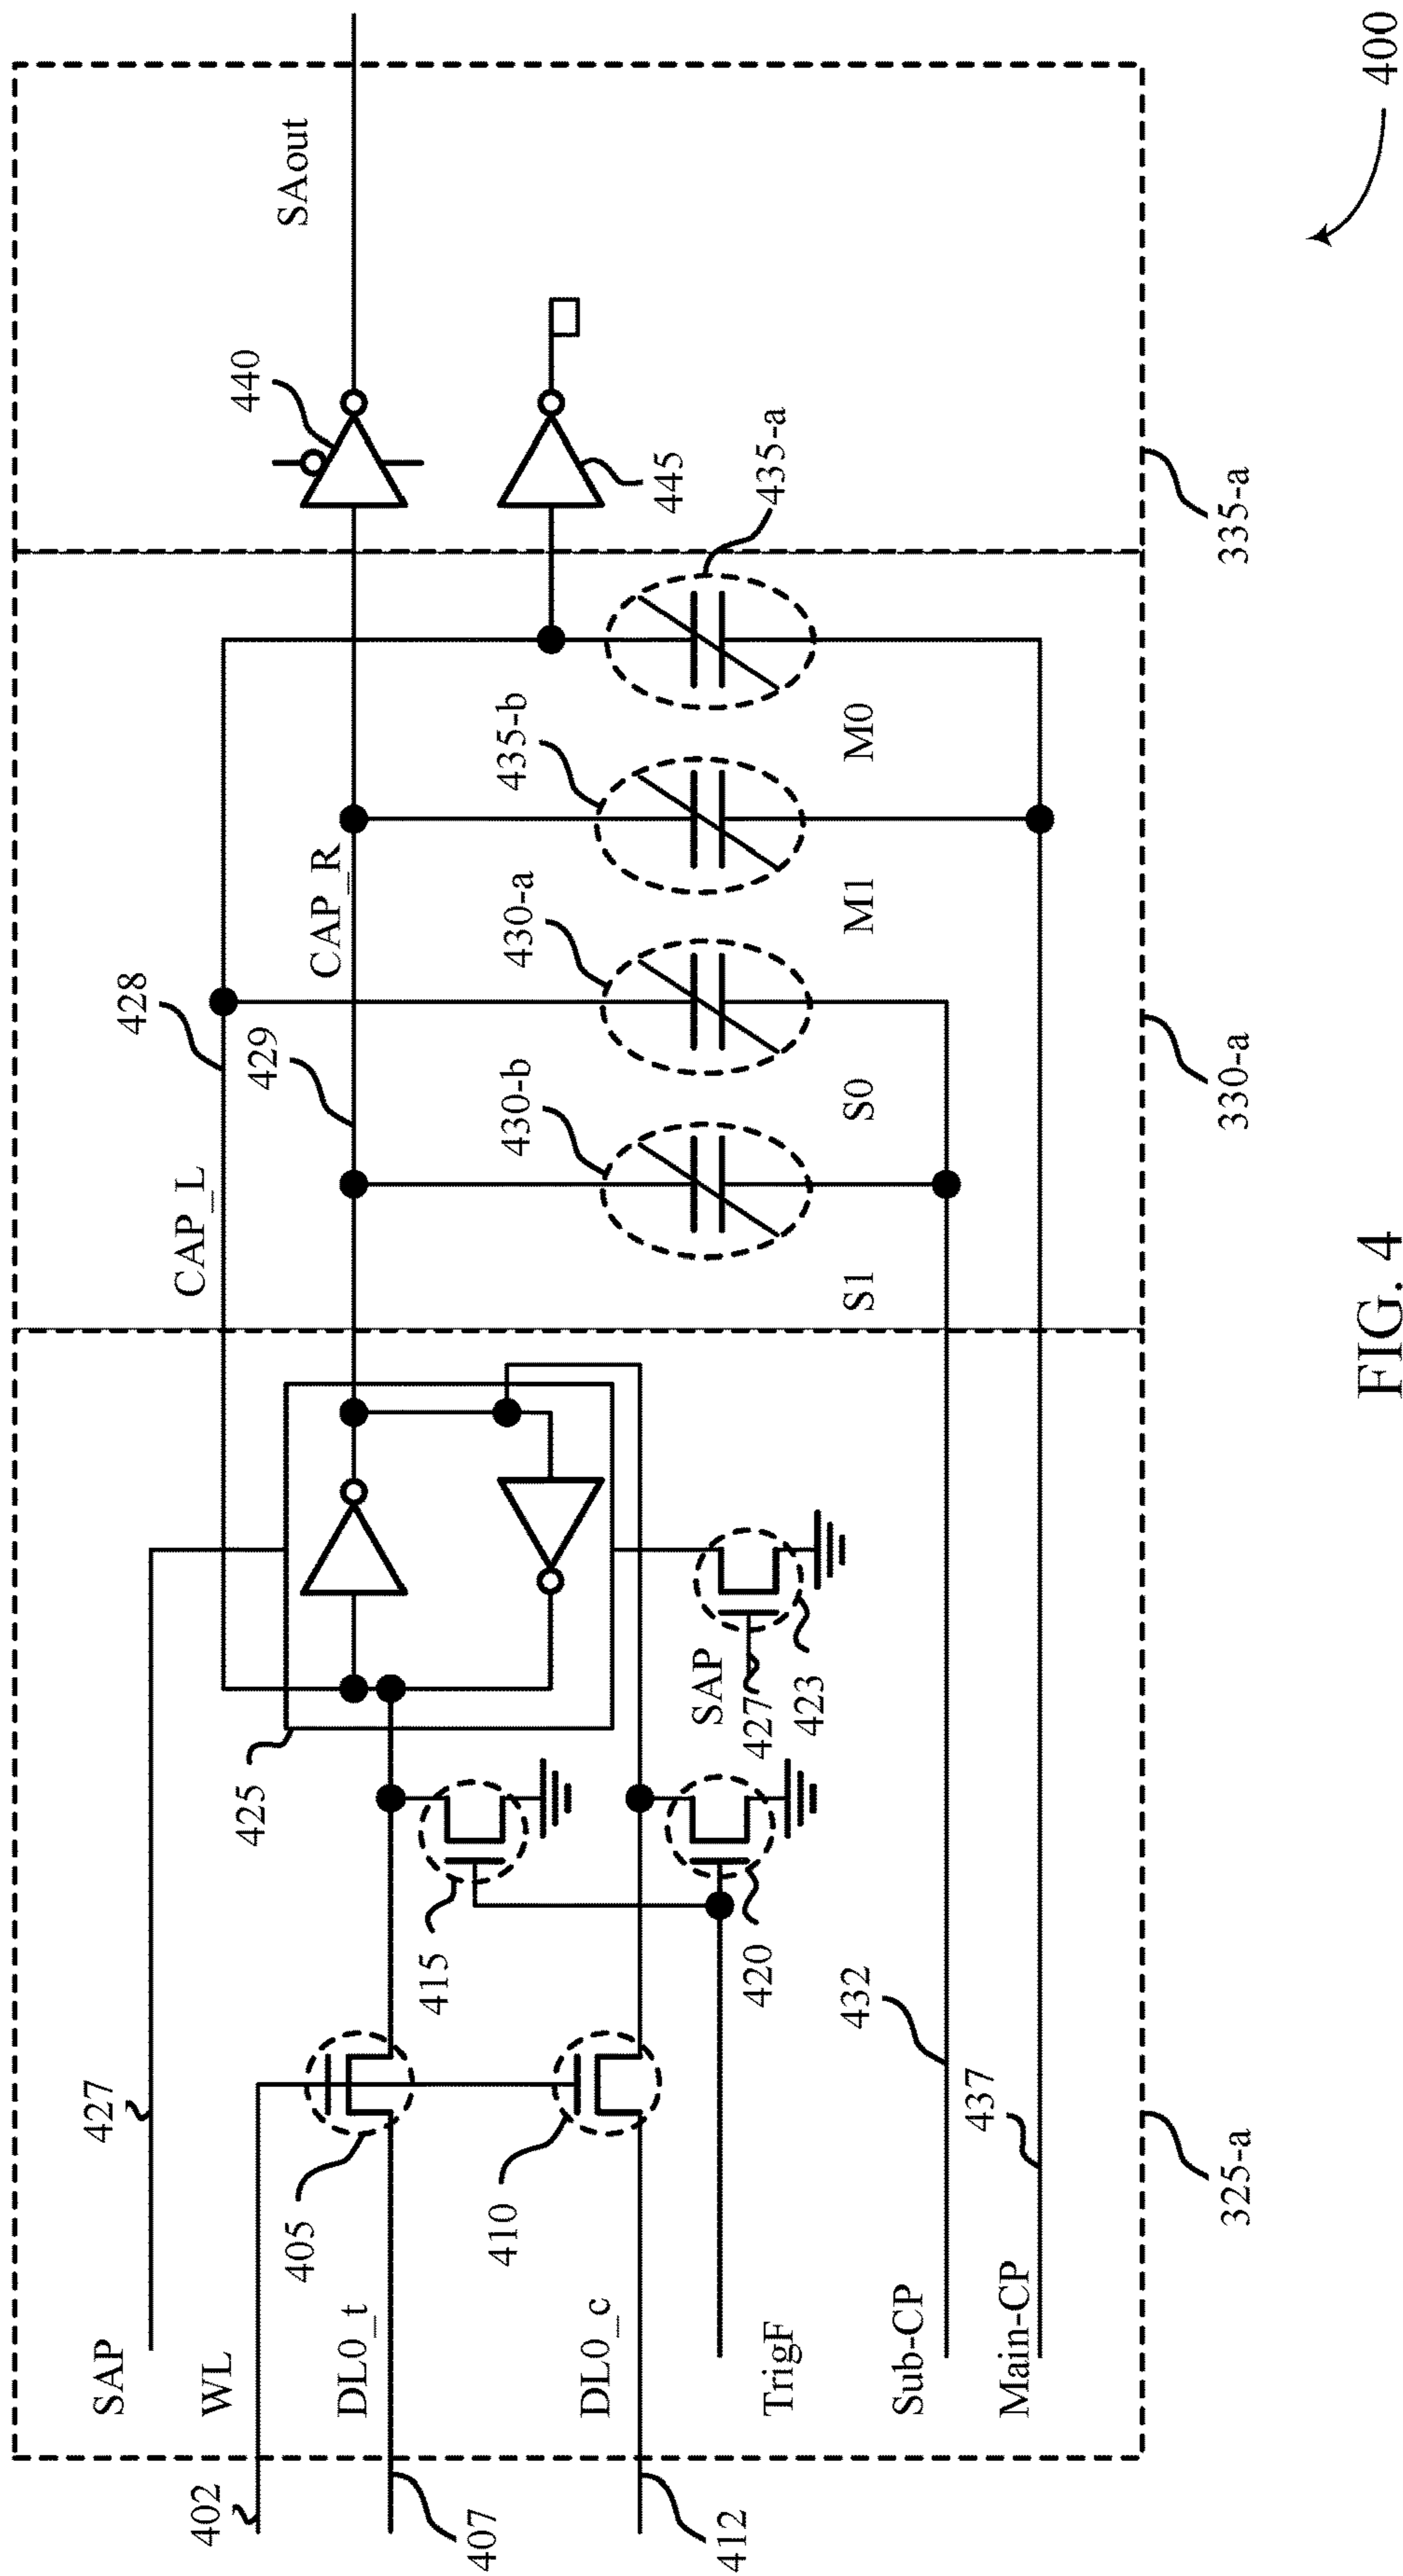 400
SAout
440
445
435-a
335-a
435-b
M0
CAP_R
M1
430-a
428
429
S0
430-b
330-a
CAP_L
S1
425
SAP
427
423
415
420
427
405
410
432
437
325-a
SAP
WL
DL0_t
DL0_c
TrigF
Sub-CP
Main-CP
402
407
412
FIG. 4